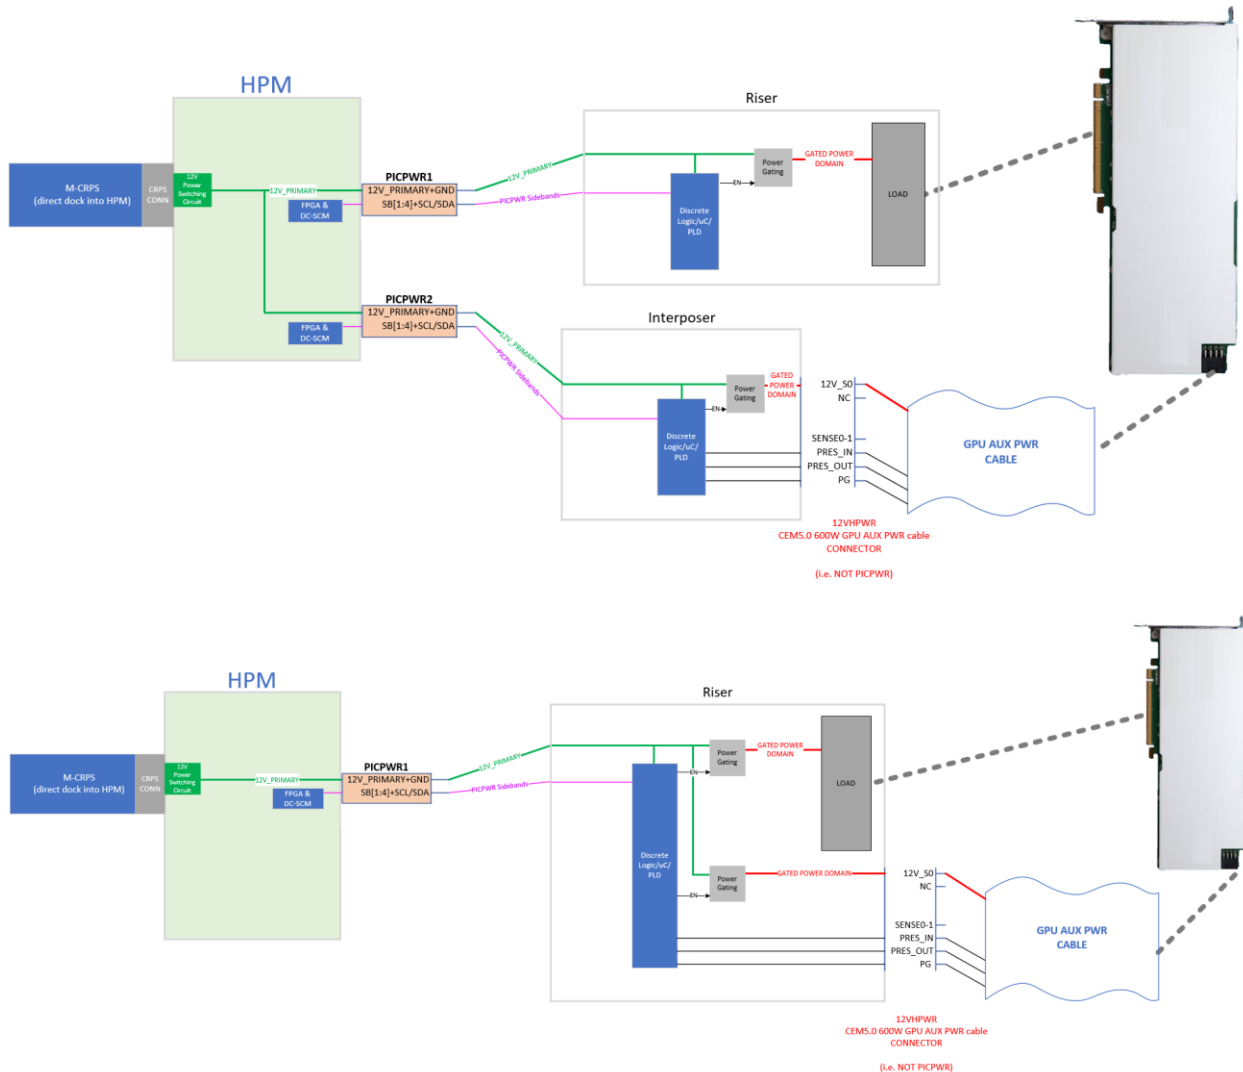 HPM
Riser
M-CRPS
(direct dock into HPM)
CRPS
CONN
12V
Power
Switching
Circuit
12V_PRIMARY
FPGA &
DC-SCM
PICPWR1
12V_PRIMARY+GND
SB[1:4]+SCL/SDA
12V_PRIMARY
PICPWR Sidebands
Discrete
Logic/uC/
PLD
EN
Power
Gating
GATED POWER
DOMAIN
LOAD
FPGA &
DC-SCM
PICPWR2
12V_PRIMARY+GND
SB[1:4]+SCL/SDA
12V_PRIMARY
PICPWR Sidebands
Interposer
Discrete
Logic/uC/
PLD
EN
Power
Gating
GATED
POWER
DOMAIN
12V_S0
NC
SENSE0-1
PRES_IN
PRES_OUT
PG
GPU AUX PWR
CABLE
12VHPWR
CEM5.0 600W GPU AUX PWR cable
CONNECTOR
(i.e. NOT PICPWR)
HPM
Riser
M-CRPS
(direct dock into HPM)
CRPS
CONN
12V
Power
Switching
Circuit
12V_PRIMARY
FPGA &
DC-SCM
PICPWR1
12V_PRIMARY+GND
SB[1:4]+SCL/SDA
12V_PRIMARY
PICPWR Sidebands
Discrete
Logic/uC/
PLD
EN
Power
Gating
GATED POWER
DOMAIN
LOAD
EN
Power
Gating
GATED POWER DOMAIN
12V_S0
NC
SENSE0-1
PRES_IN
PRES_OUT
PG
GPU AUX PWR
CABLE
12VHPWR
CEM5.0 600W GPU AUX PWR cable
CONNECTOR
(i.e. NOT PICPWR)